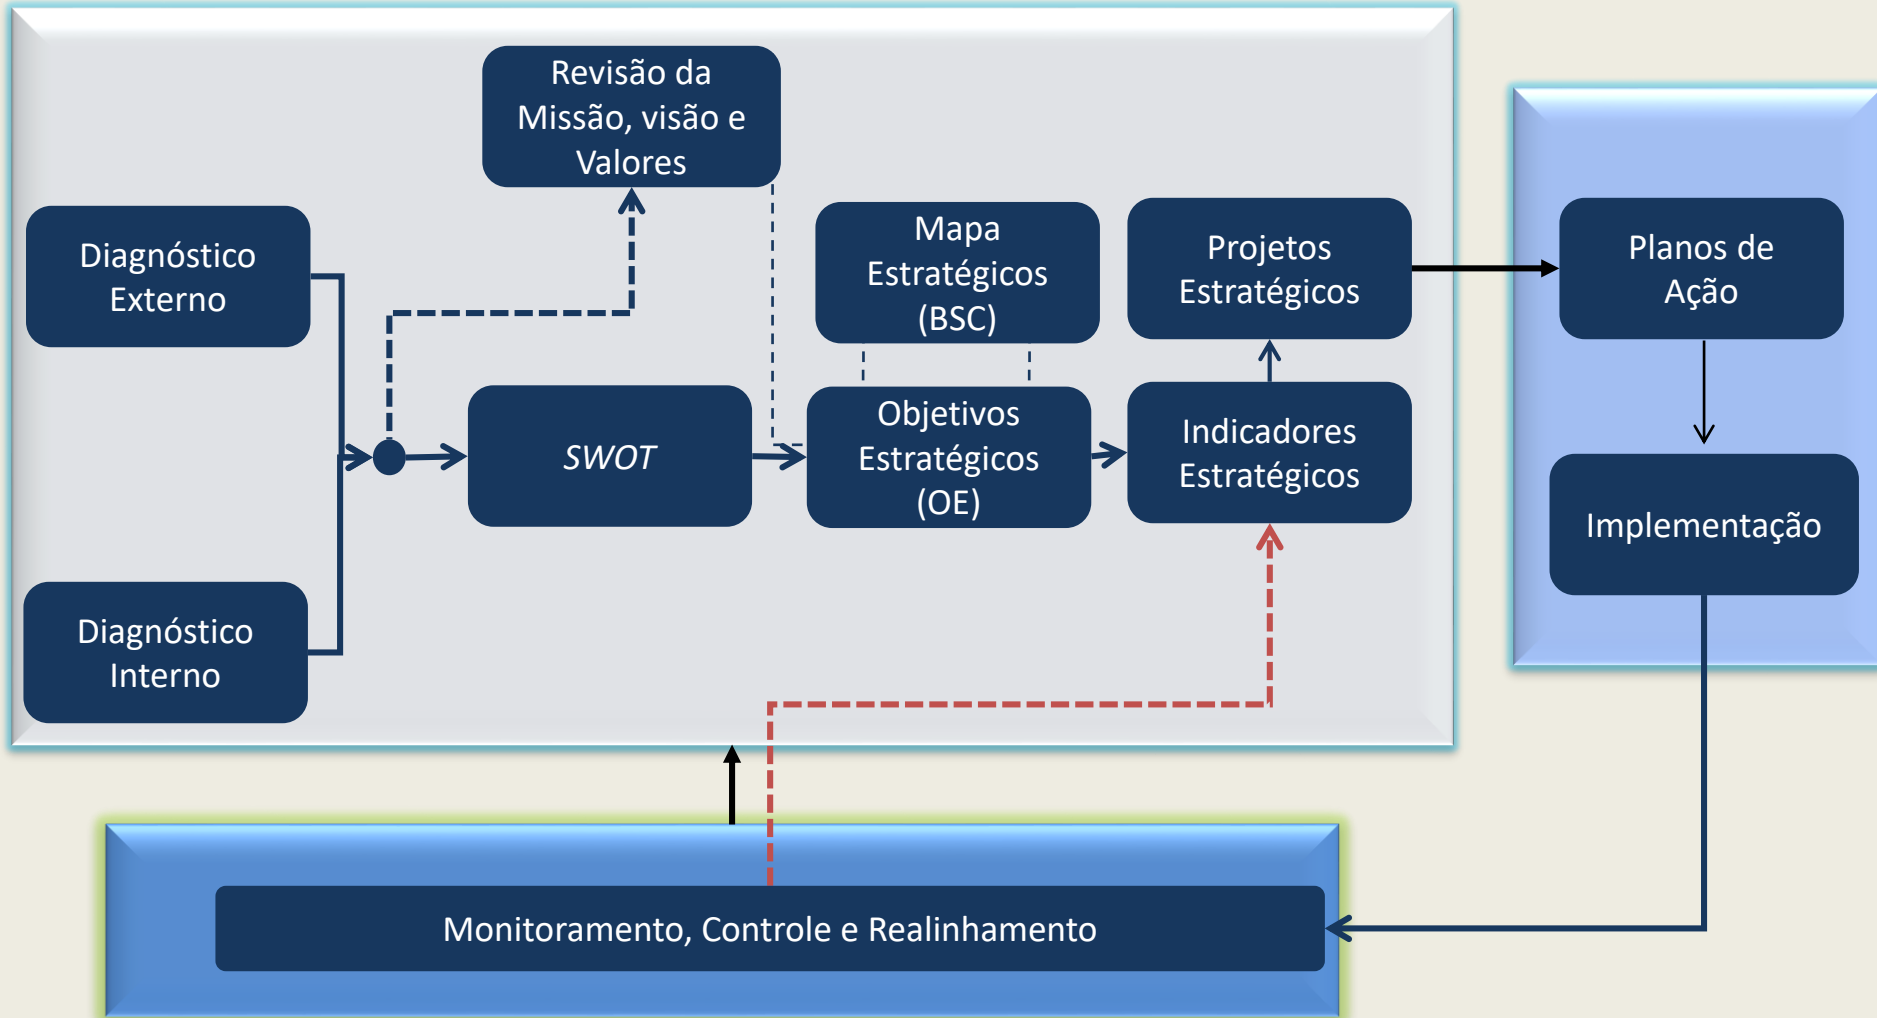 Revisão da
Missão, visão e
Valores
Diagnóstico
Externo
Mapa
Estratégicos
(BSC)
Projetos
Estratégicos
Planos de
Ação
SWOT
Objetivos
Estratégicos
(OE)
Indicadores
Estratégicos
Implementação
Diagnóstico
Interno
Monitoramento, Controle e Realinhamento